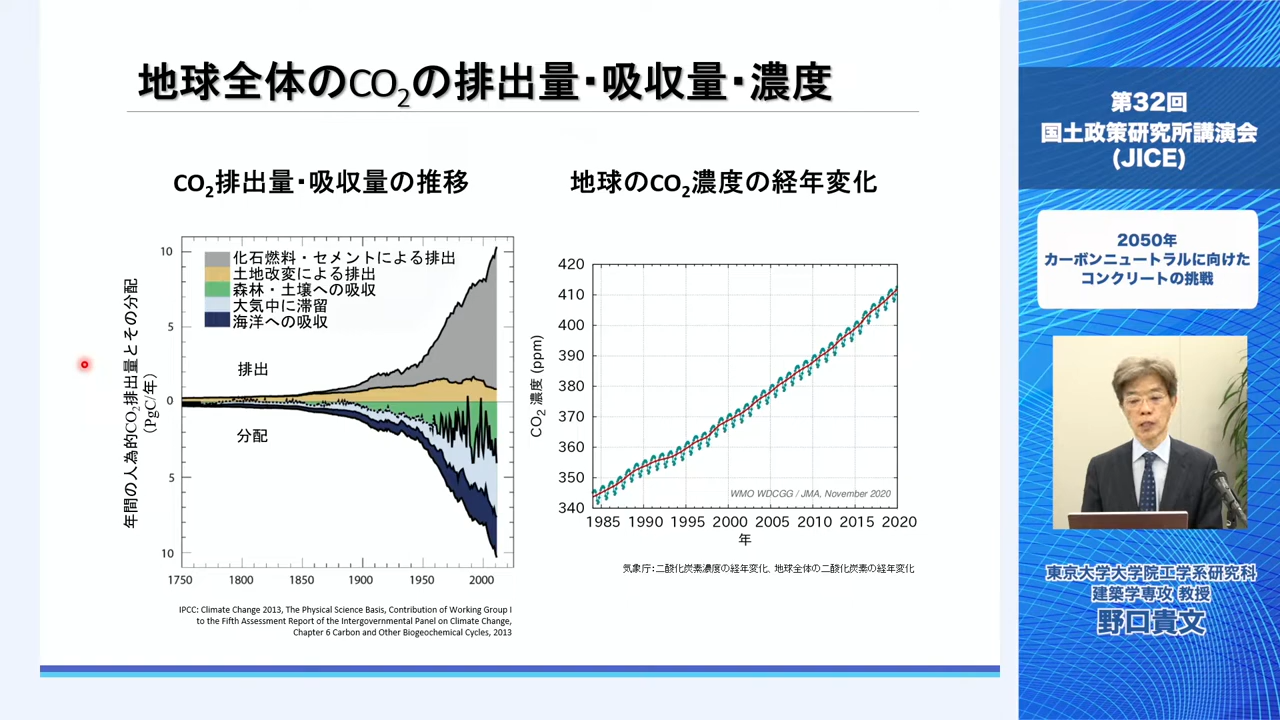 地球全体のCO2の排出量・吸収量・濃度
CO2排出量・吸収量の推移
年間の人為的CO2排出量とその分配
(PgC/年)
10
5
0
5
10
化石燃料・セメントによる排出
土地改変による排出
森林・土壌への吸収
大気中に滞留
海洋への吸収
排出
分配
1750
1800
1850
1900
1950
2000
IPCC: Climate Change 2013, The Physical Science Basis, Contribution of Working Group I
to the Fifth Assessment Report of the Intergovernmental Panel on Climate Change,
Chapter 6 Carbon and Other Biogeochemical Cycles, 2013
地球のCO2濃度の経年変化
CO2 濃度 (ppm)
420
410
400
390
380
370
360
350
340
WMO WDCGG / JMA, November 2020
1985
1990
1995
2000
2005
2010
2015
2020
年
気象庁：二酸化炭素濃度の経年変化, 地球全体の二酸化炭素の経年変化
第32回
国土政策研究所講演会
(JICE)
2050年
カーボンニュートラルに向けた
コンクリートの挑戦
東京大学大学院工学系研究科
建築学専攻 教授
野口貴文